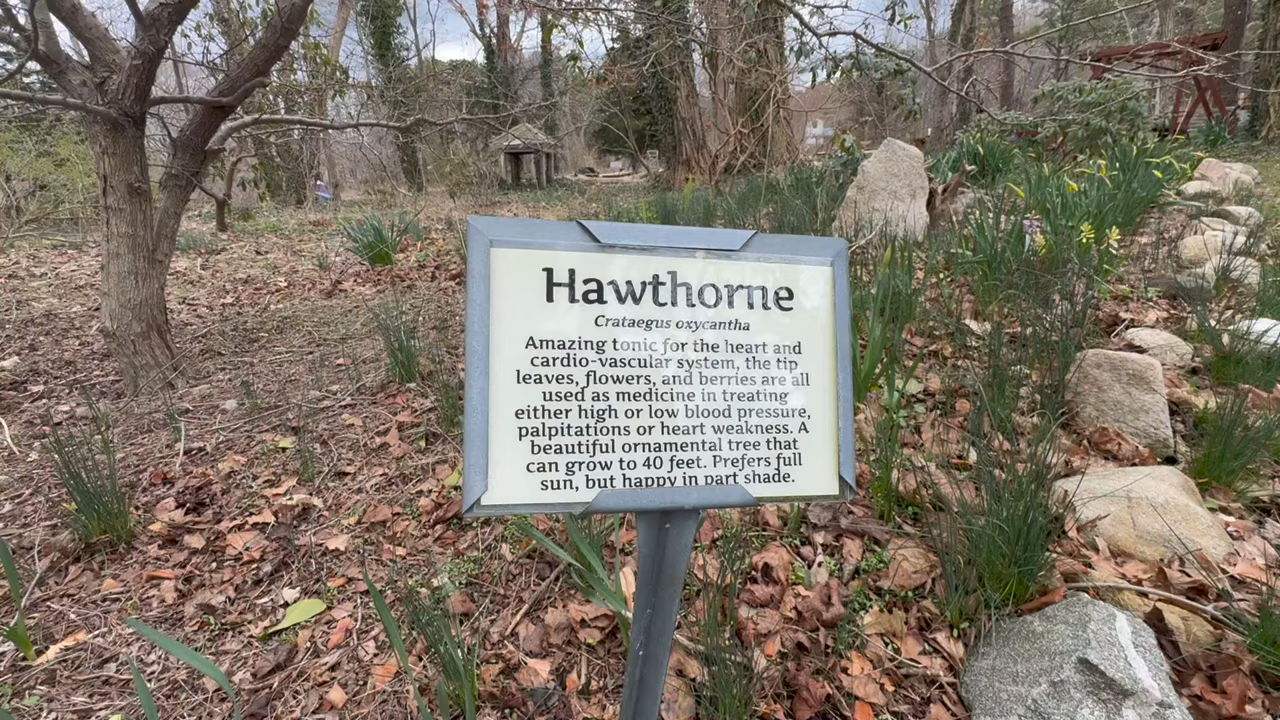 Hawthorne
Crataegus oxycantha
Amazing tonic for the heart and
cardio-vascular system, the tip
leaves, flowers, and berries are all
used as medicine in treating
either high or low blood pressure,
palpitations or heart weakness. A
beautiful ornamental tree that
can grow to 40 feet. Prefers full
sun, but happy in part shade.